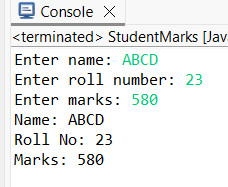 Console
<terminated> StudentMarks [Jav
Enter name: ABCD
Enter roll number: 23
Enter marks: 580
Name: ABCD
Roll No: 23
Marks: 580